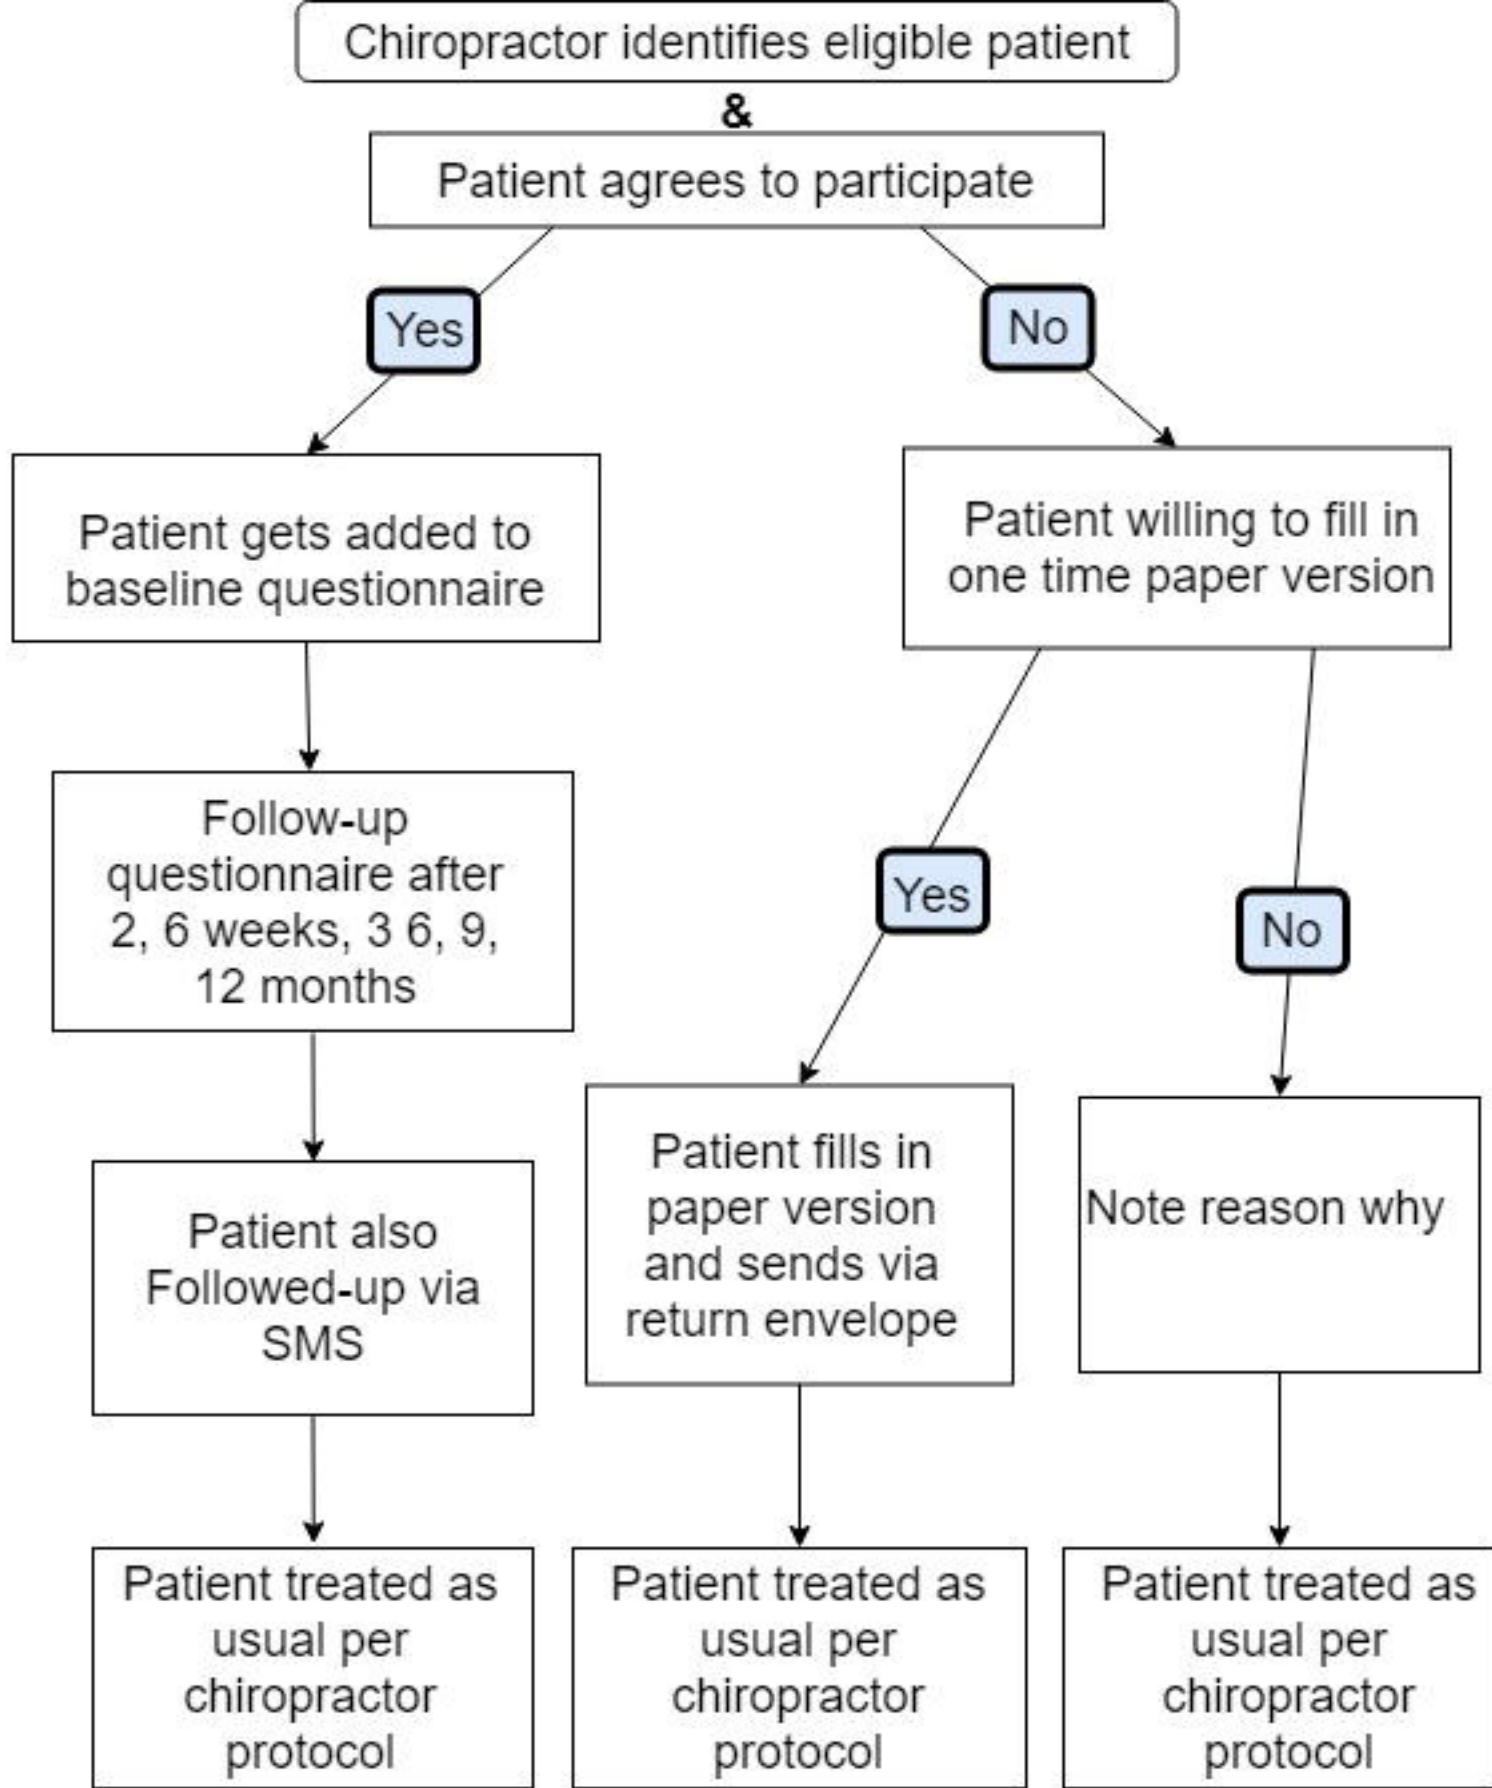 Chiropractor identifies eligible patient
&
Patient agrees to participate
Yes
No
Patient gets added to
baseline questionnaire
Patient willing to fill in
one time paper version
Follow-up
questionnaire after
2, 6 weeks, 3 6, 9,
12 months
Yes
No
Patient also
Followed-up via
SMS
Patient fills in
paper version
and sends via
return envelope
Note reason why
Patient treated as
usual per
chiropractor
protocol
Patient treated as
usual per
chiropractor
protocol
Patient treated as
usual per
chiropractor
protocol